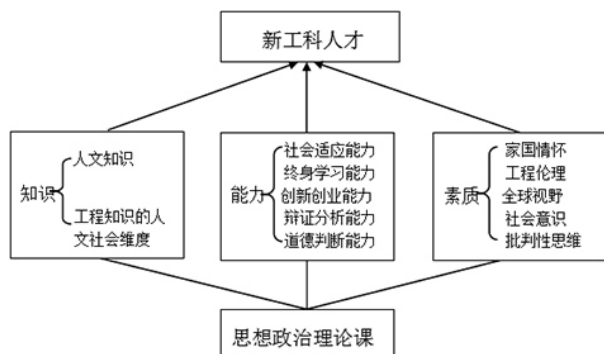 新工科人才
知识
人文知识
工程知识的人
文社会维度
能力
社会适应能力
终身学习能力
创新创业能力
辩证分析能力
道德判断能力
素质
家国情怀
工程伦理
全球视野
社会意识
批判性思维
思想政治理论课